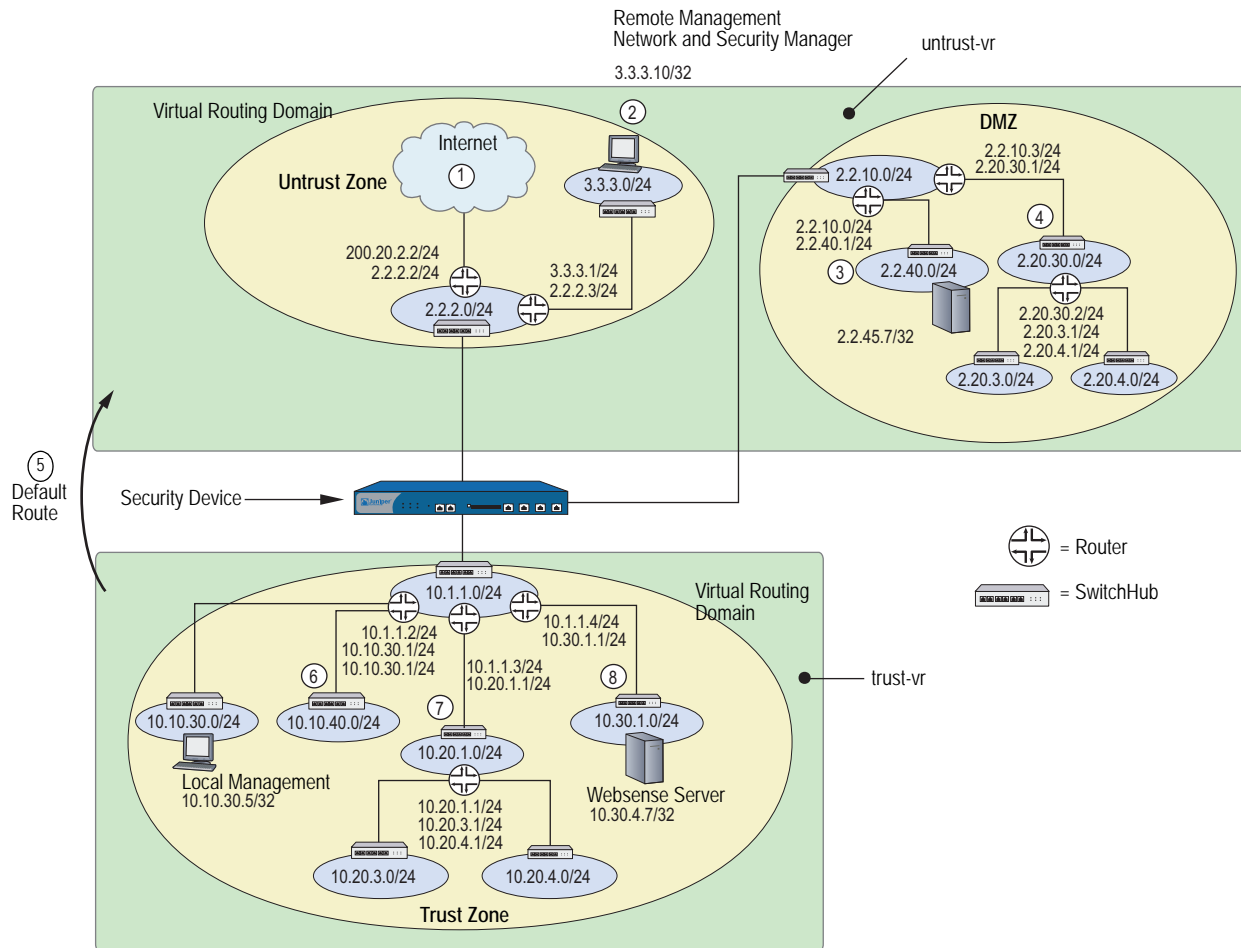 Remote Management
Network and Security Manager
3.3.3.10/32
untrust-vr
Virtual Routing Domain
2
DMZ
Internet
1
Untrust Zone
3.3.3.0/24
2.2.10.0/24
2.2.10.3/24
2.20.30.1/24
200.20.2.2/24
2.2.2.2/24
3.3.3.1/24
2.2.2.3/24
2.2.2.0/24
2.2.10.0/24
2.2.40.1/24
3
2.2.40.0/24
2.2.45.7/32
4
2.20.30.0/24
2.20.30.2/24
2.20.3.1/24
2.20.4.1/24
2.20.3.0/24
2.20.4.0/24
5
Default
Route
Security Device
Juniper
= Router
= SwitchHub
10.1.1.0/24
Virtual Routing
Domain
trust-vr
10.1.1.2/24
10.10.30.1/24
10.10.30.1/24
10.1.1.3/24
10.20.1.1/24
10.1.1.4/24
10.30.1.1/24
6
7
8
10.10.30.0/24
10.10.40.0/24
10.20.1.0/24
10.30.1.0/24
Local Management
10.10.30.5/32
Websense Server
10.30.4.7/32
10.20.1.1/24
10.20.3.1/24
10.20.4.1/24
10.20.3.0/24
10.20.4.0/24
Trust Zone